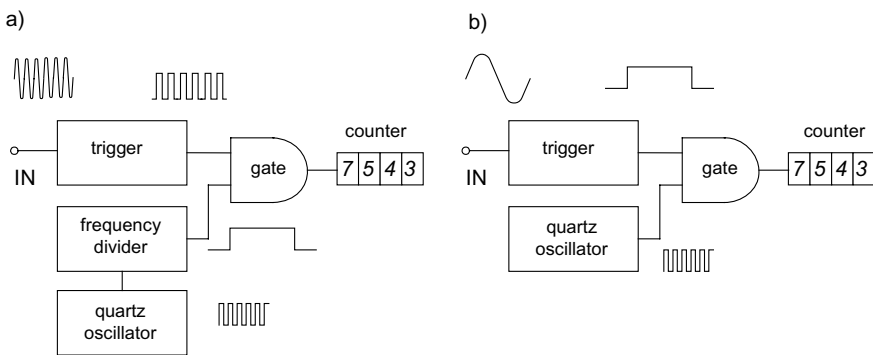 a)
IN
trigger
gate
counter
7 5 4 3
frequency
divider
quartz
oscillator
b)
IN
trigger
gate
counter
7 5 4 3
quartz
oscillator